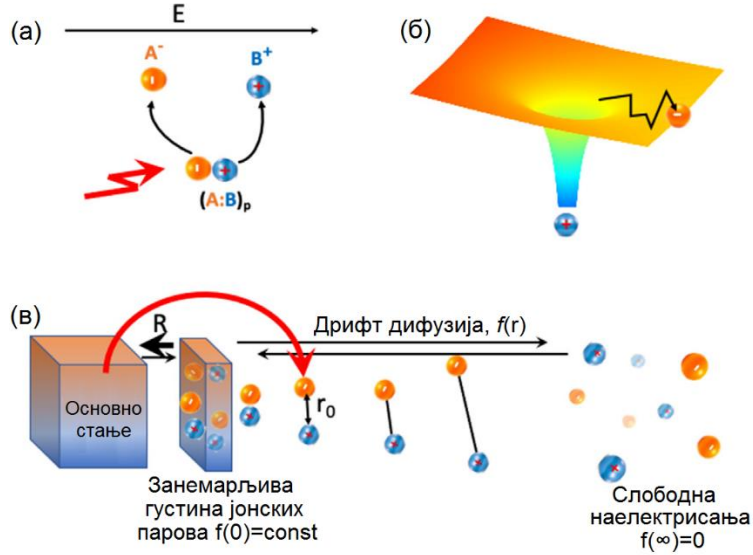 (а)
E
A⁻
B⁺
(A:B)p
(б)
(в)
R
Дрифт дифузија, f(r)
Основно
стање
r₀
Занемарљива
густина јонских
парова f(0)=const
Слободна
наелектрисања
f(∞)=0